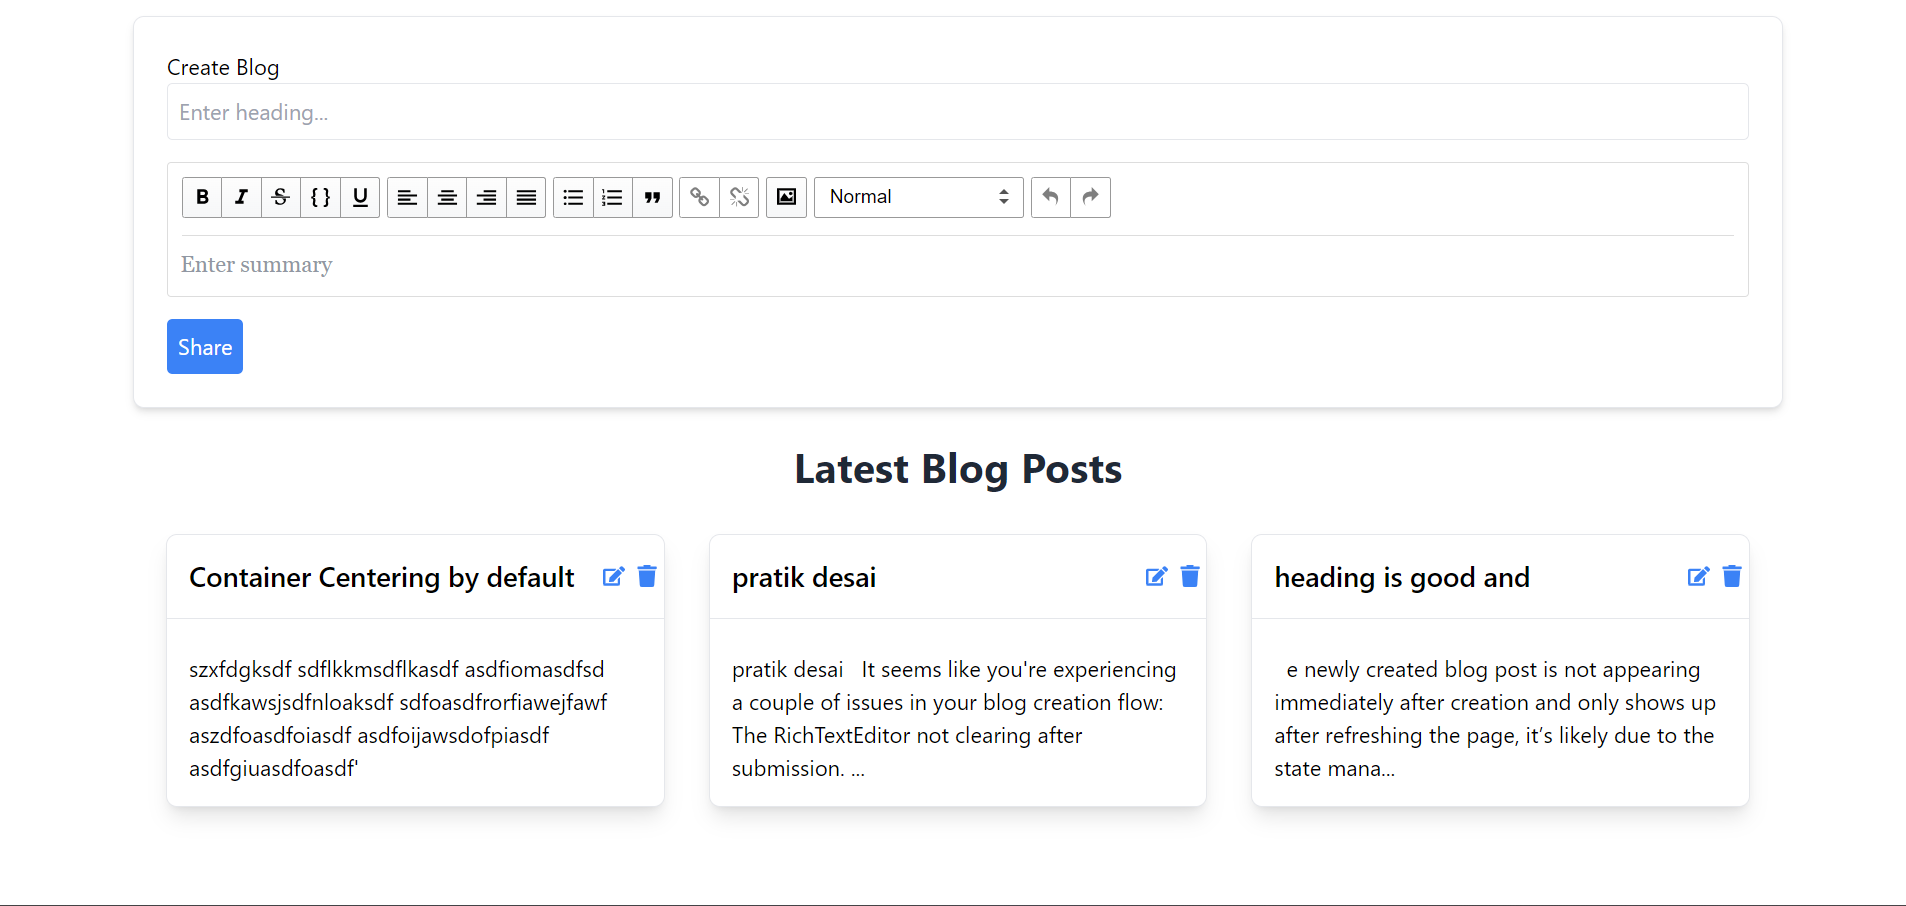 Create Blog
Enter heading...
B I S { } U
Normal
Enter summary
Share
Latest Blog Posts
Container Centering by default
szxfdgksdf sdflkkmsdflkasdf asdfiomasdfsd
asdfkawsjsdfnloaksdf sdfoasdfrorfiawejfawf
aszdfoasdfoiasdf asdfoijawsdofpiasdf
asdfgiuasdfoasdf'
pratik desai
pratik desai   It seems like you're experiencing
a couple of issues in your blog creation flow:
The RichTextEditor not clearing after
submission. ...
heading is good and
e newly created blog post is not appearing
immediately after creation and only shows up
after refreshing the page, it’s likely due to the
state mana...